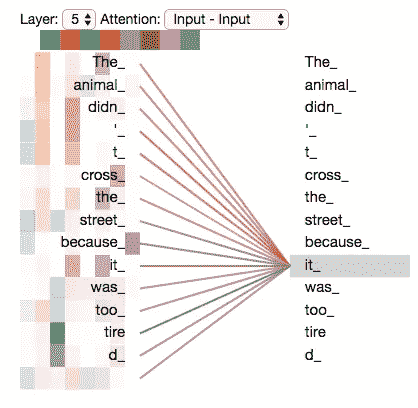 Layer: 5 Attention: Input - Input
The_ The_
animal_ animal_
didn_ didn_
'_ '_
t_ t_
cross_ cross_
the_ the_
street_ street_
because_ because_
it_ it_
was_ was_
too_ too_
tire tire
d_ d_